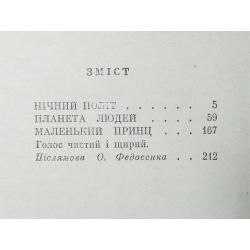 ЗМІСТ
НІЧНИЙ ПОЛІТ . . . . . . 5
ПЛАНЕТА ЛЮДЕЙ . . . . . 59
МАЛЕНЬКИЙ ПРИНЦ . . . . 167
Голос чистий і щирий.
Післямова О. Федосенка . . . 212